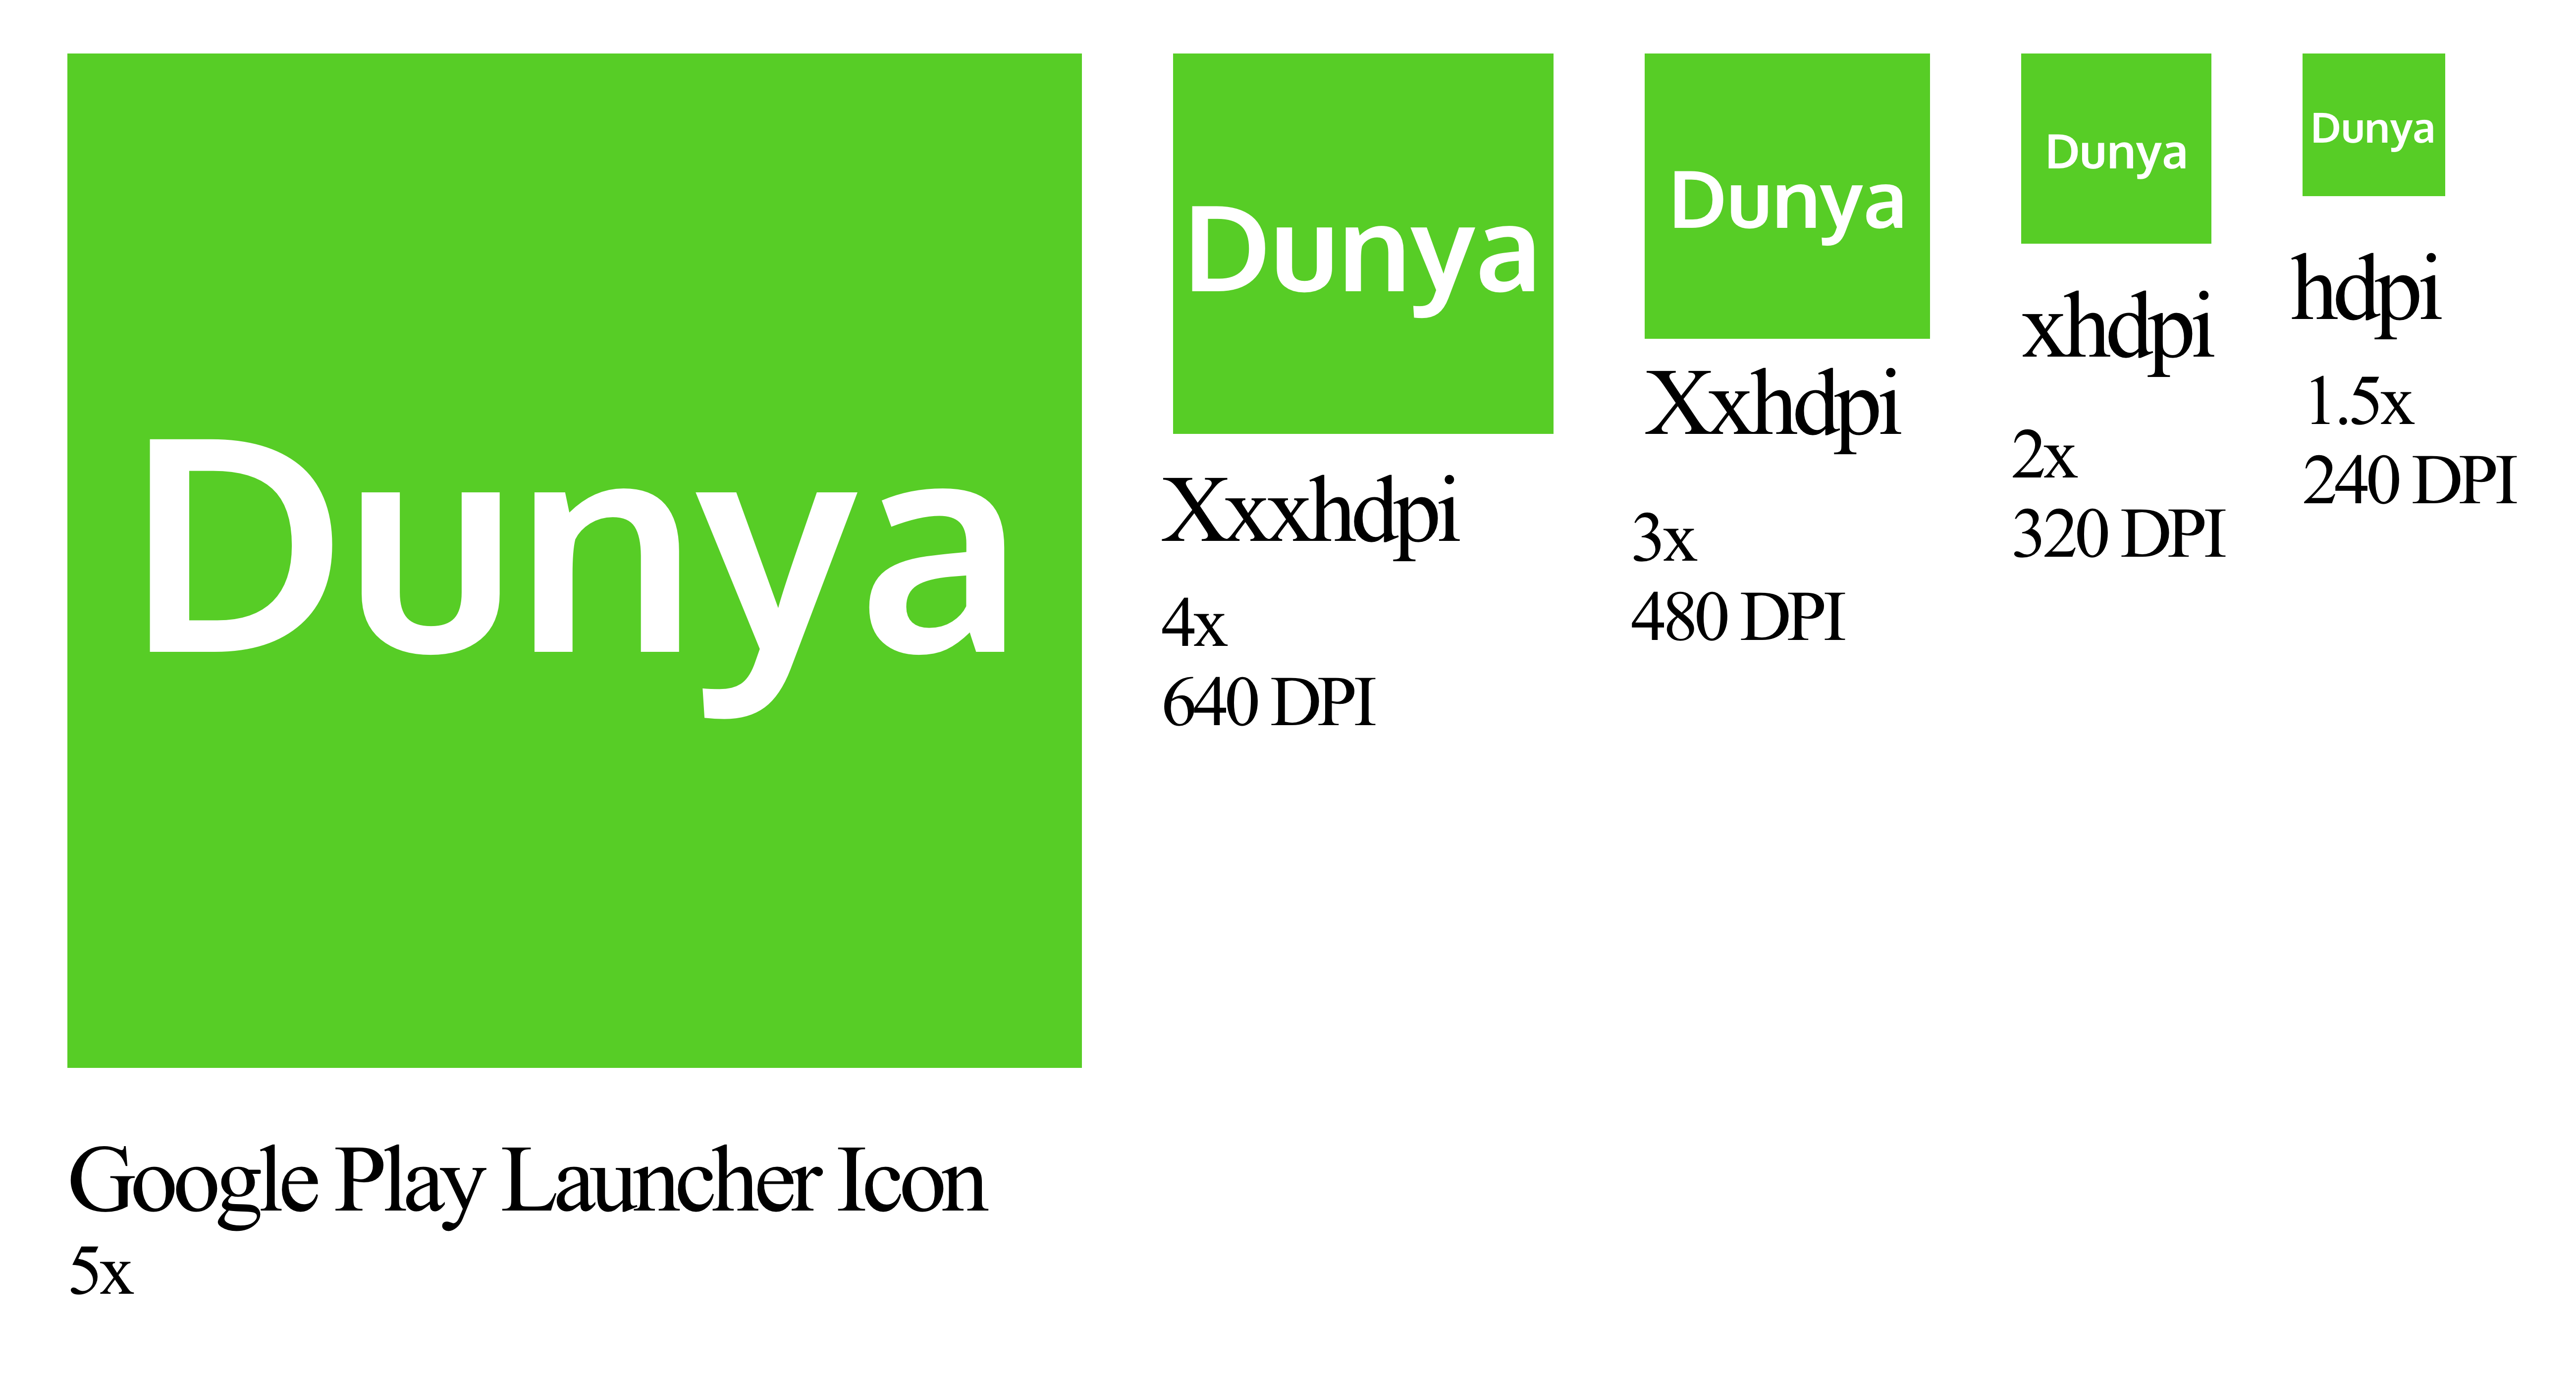 Dunya
Google Play Launcher Icon
5x
Dunya
Xxxhdpi
4x
640 DPI
Dunya
Xxhdpi
3x
480 DPI
Dunya
xhdpi
2x
320 DPI
Dunya
hdpi
1.5x
240 DPI